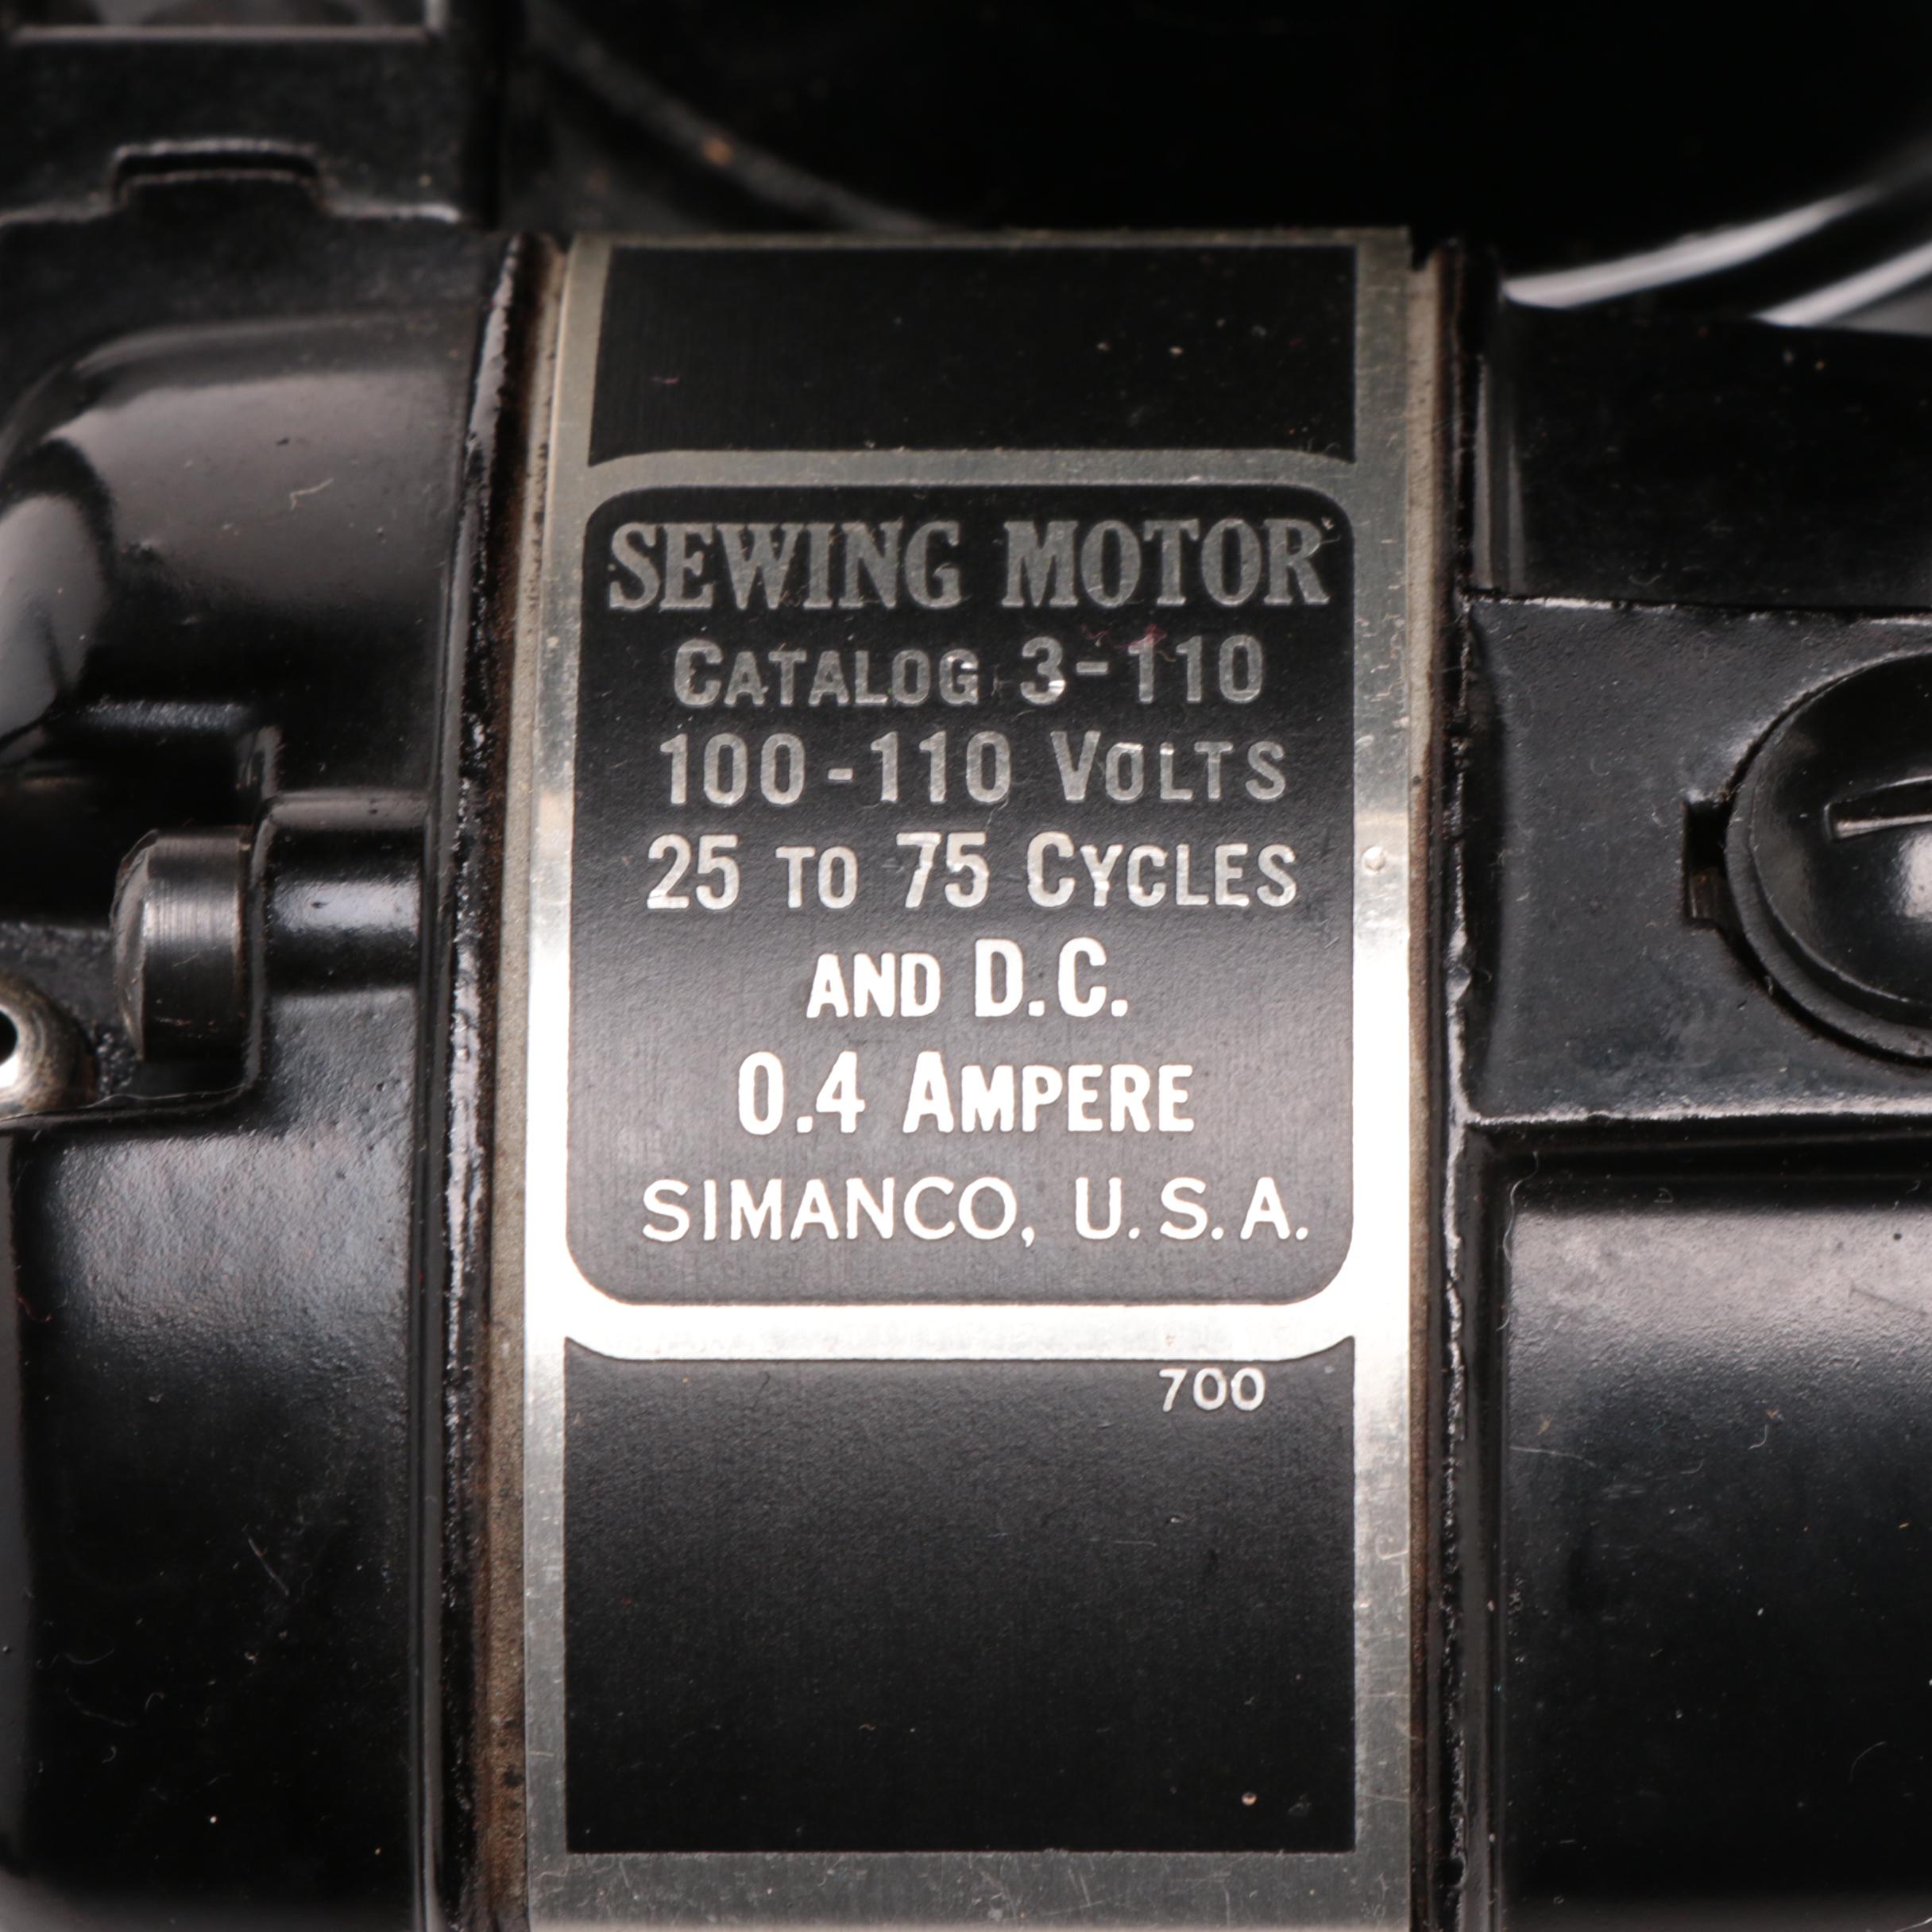 SEWING MOTOR
CATALOG 3-110
100-110 VOLTS
25 TO 75 CYCLES
AND D.C.
0.4 AMPERE
SIMANCO, U.S.A.
700